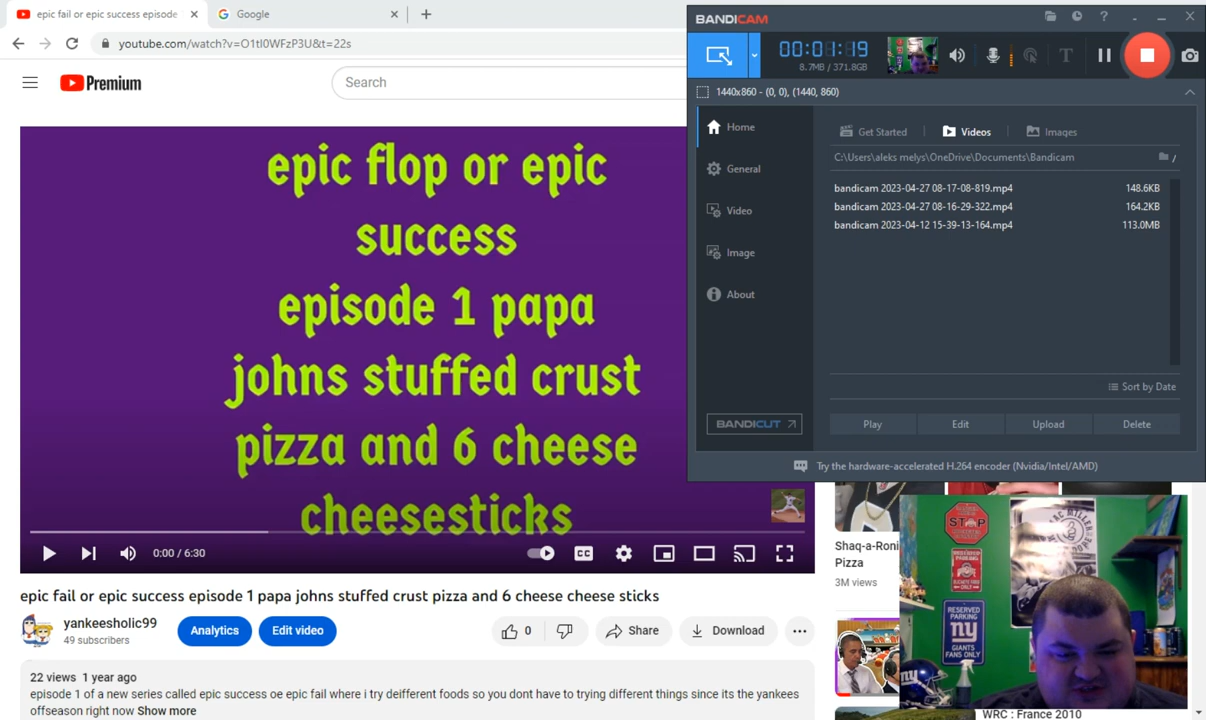 epic fail or epic success episode
Google
youtube.com/watch?v=O1tI0WFzP3U&t=22s
Premium
Search
epic flop or epic
success
episode 1 papa
johns stuffed crust
pizza and 6 cheese
cheesesticks
0:00 / 6:30
CC
epic fail or epic success episode 1papa johns stuffed crust pizza and 6 cheese cheese sticks
yankeesholic99
49 subscribers
Analytics
Edit video
0
Share
Download
22 views 1 year ago
episode 1 of a new series called epic success oe epic fail where i try deifferent foods so you dont have to trying different things since its the yankees
offseason right now Show more
BANDICAM
00:01:19
8.7MB / 371.8GB
1440x860 - (0, 0), (1440, 860)
Home
General
Video
Image
About
BANDICUT
Get Started
Videos
Images
C:\Users\aleks melys\OneDrive\Documents\Bandicam
bandicam 2023-04-27 08-17-08-819.mp4 148.6KB
bandicam 2023-04-27 08-16-29-322.mp4 164.2KB
bandicam 2023-04-12 15-39-13-164.mp4 113.0MB
Sort by Date
Play
Edit
Upload
Delete
Try the hardware-accelerated H.264 encoder (Nvidia/Intel/AMD)
Shaq-a-Roni
Pizza
3M views
STOP
MAC MILLER
RESERVED
PARKING
ny
GIANTS
FANS ONLY
WRC : France 2010